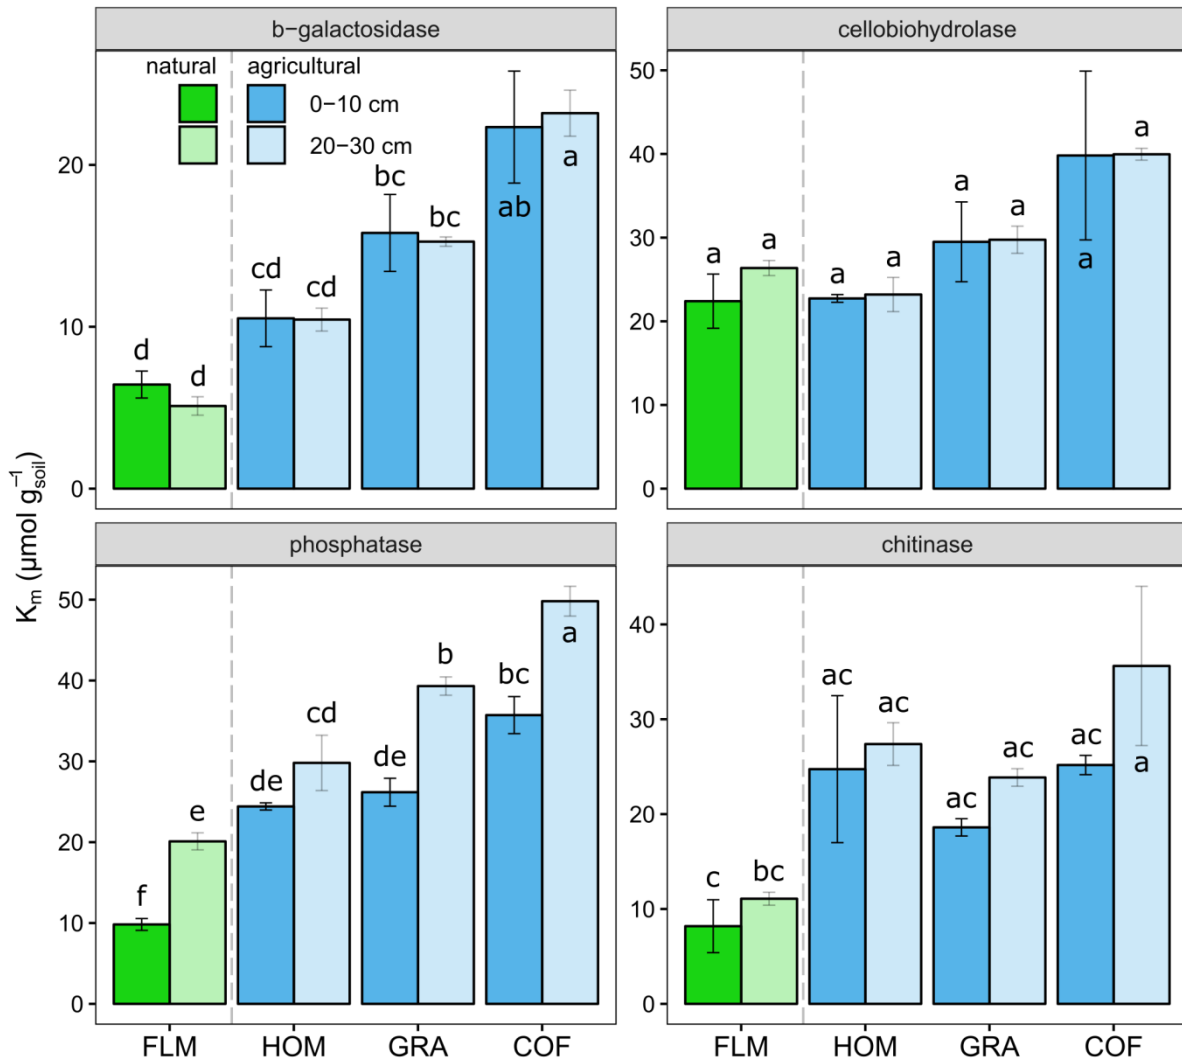 b−galactosidase
natural agricultural
0−10 cm
20−30 cm
20
10
0
d
d
cd
cd
bc
bc
ab
a
cellobiohydrolase
50
40
30
20
10
0
a
a
a
a
a
a
a
a
Kₘ (μmol g⁻¹soil)
phosphatase
50
40
30
20
10
0
f
e
de
cd
de
b
bc
a
FLM HOM GRA COF
chitinase
40
30
20
10
0
c
bc
ac
ac
ac
ac
ac
a
FLM HOM GRA COF